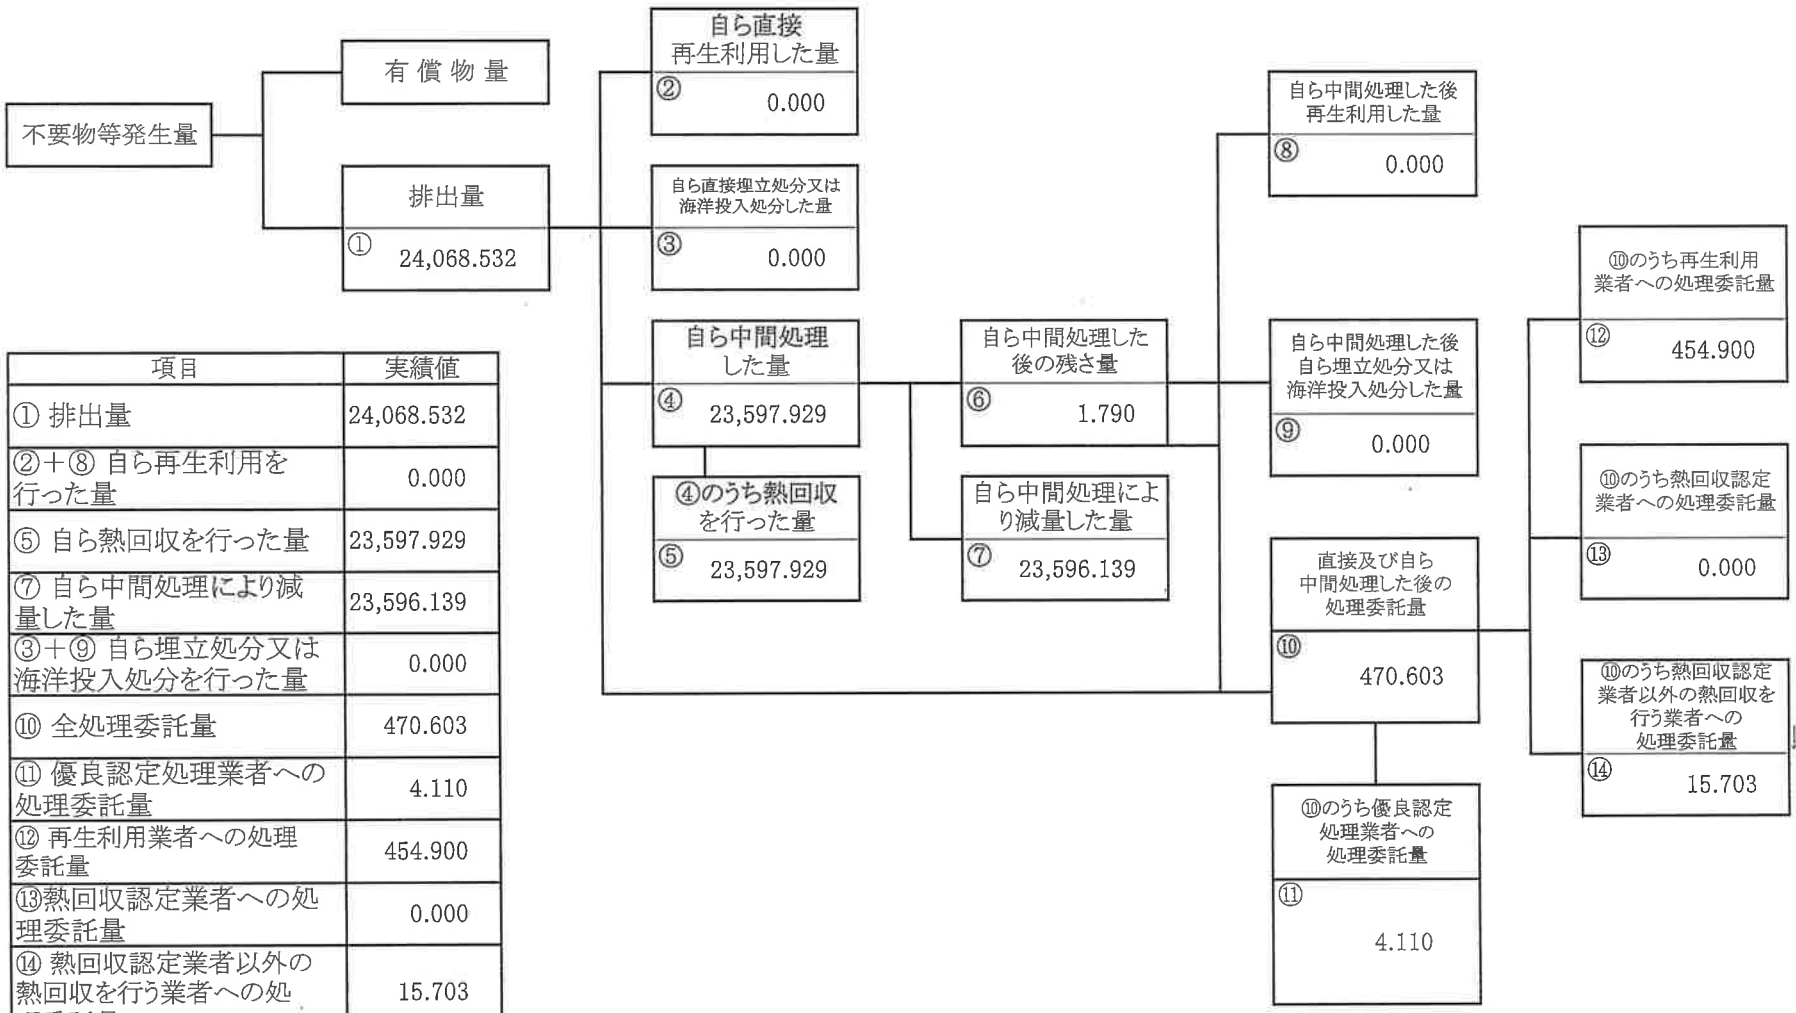 不要物等発生量
有償物量
排出量
① 24,068.532
自ら直接
再生利用した量
② 0.000
自ら直接埋立処分又は
海洋投入処分した量
③ 0.000
自ら中間処理
した量
④ 23,597.929
④のうち熱回収
を行った量
⑤ 23,597.929
自ら中間処理した
後の残さ量
⑥ 1.790
自ら中間処理によ
り減量した量
⑦ 23,596.139
自ら中間処理した後
再生利用した量
⑧ 0.000
自ら中間処理した後
自ら埋立処分又は
海洋投入処分した量
⑨ 0.000
直接及び自ら
中間処理した後の
処理委託量
⑩ 470.603
⑩のうち優良認定
処理業者への
処理委託量
⑪ 4.110
⑩のうち再生利用
業者への処理委託量
⑫ 454.900
⑩のうち熱回収認定
業者への処理委託量
⑬ 0.000
⑩のうち熱回収認定
業者以外の熱回収を
行う業者への
処理委託量
⑭ 15.703
項目 実績値
① 排出量 24,068.532
②+⑧ 自ら再生利用を
行った量 0.000
⑤ 自ら熱回収を行った量 23,597.929
⑦ 自ら中間処理により減
量した量 23,596.139
③+⑨ 自ら埋立処分又は
海洋投入処分を行った量 0.000
⑩ 全処理委託量 470.603
⑪ 優良認定処理業者への
処理委託量 4.110
⑫ 再生利用業者への処理
委託量 454.900
⑬熱回収認定業者への処
理委託量 0.000
⑭ 熱回収認定業者以外の
熱回収を行う業者への処 15.703